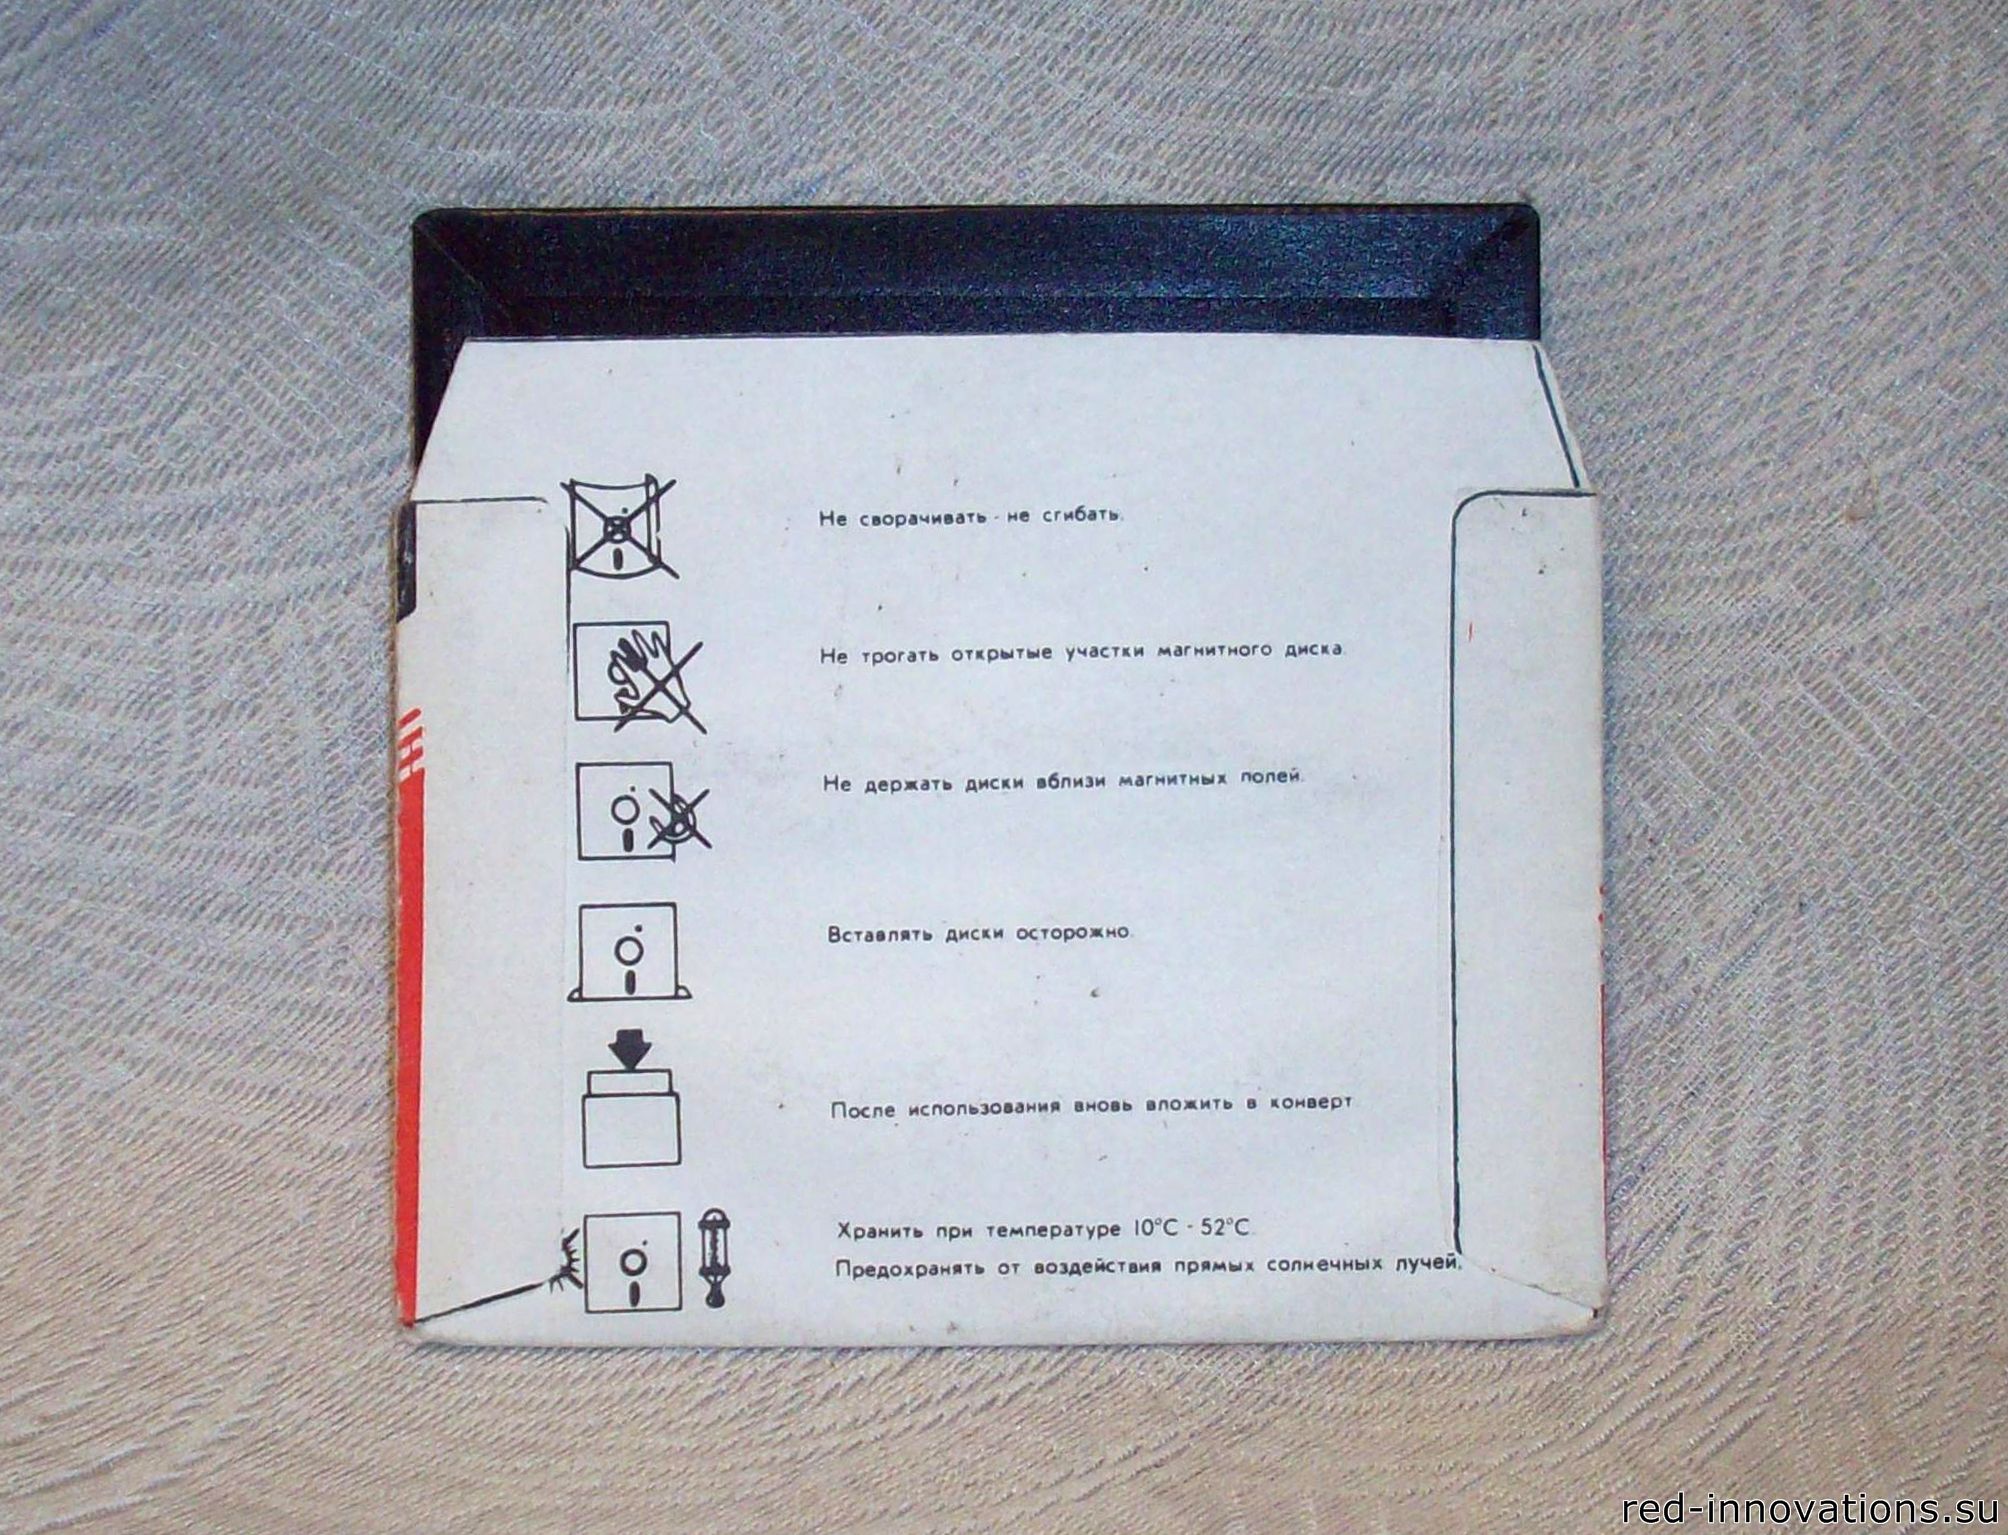 Не сворачивать - не сгибать.
Не трогать открытые участки магнитного диска.
Не держать диски вблизи магнитных полей.
Вставлять диски осторожно.
После использования вновь вложить в конверт.
Хранить при температуре 10°С - 52°С.
Предохранять от воздействия прямых солнечных лучей.
red-innovations.su